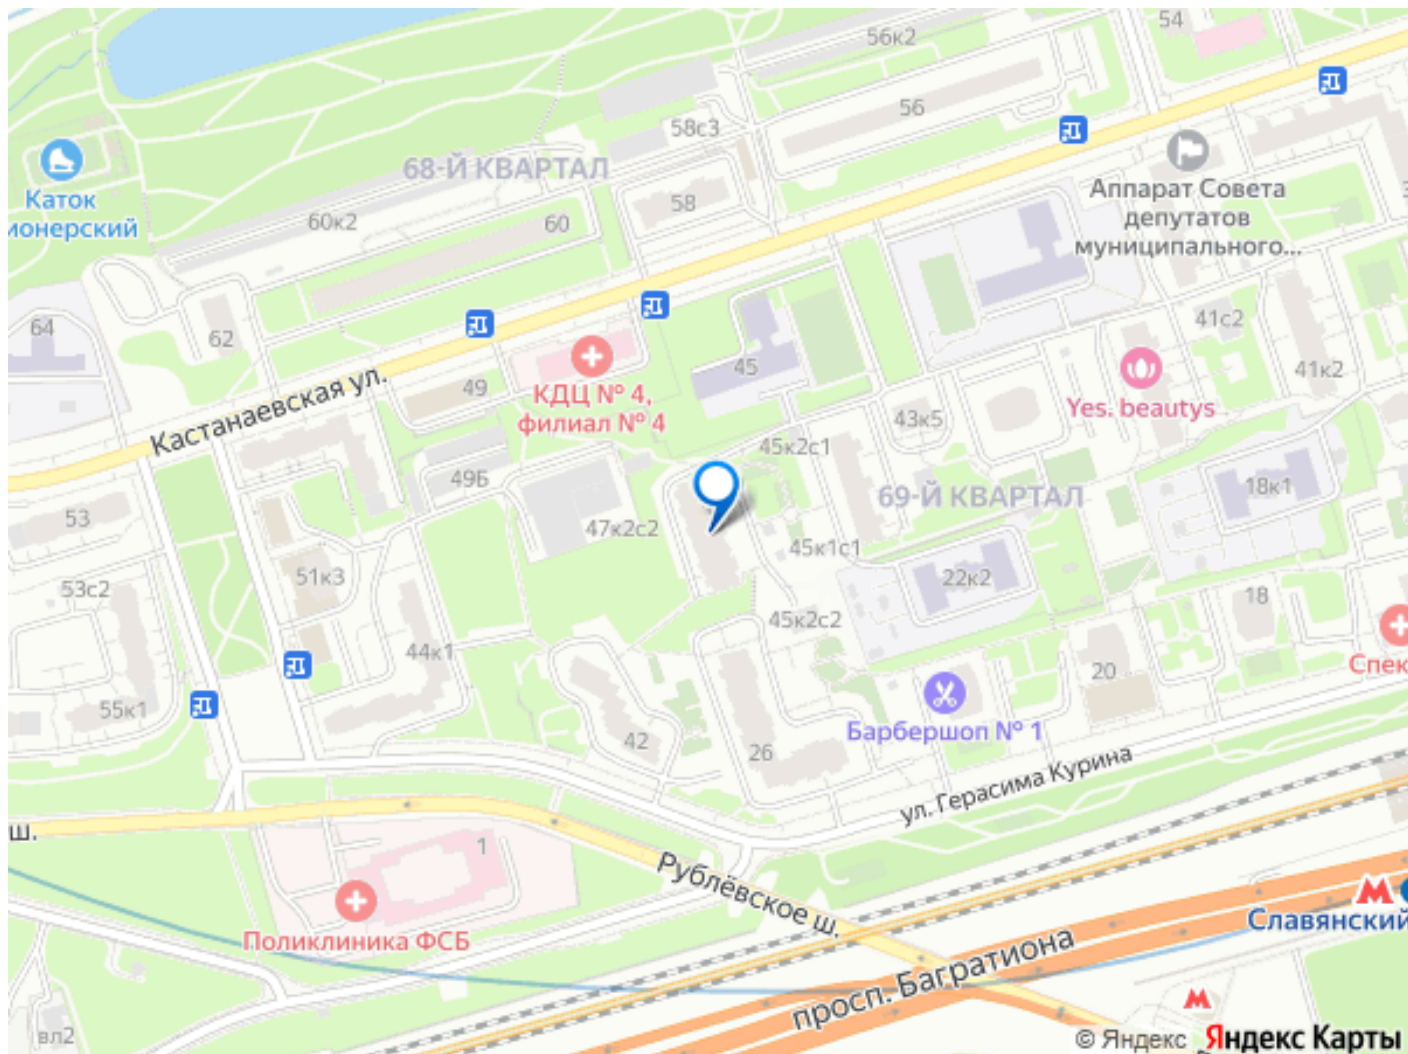 54
56к2
56
58с3
68-Й КВАРТАЛ
Каток
ионерский
58
60к2
60
Аппарат Совета
депутатов
муниципального...
64
62
41с2
45
41к2
49
КДЦ № 4,
филиал № 4
Yes. beautys
Кастанаевская ул.
43к5
45к2с1
49Б
69-Й КВАРТАЛ
18к1
53
47к2с2
45к1с1
51к3
22к2
53с2
18
45к2с2
44к1
20
Спек
55к1
42
26
Барбершоп № 1
ул. Герасима Курина
ш.
1
Рублёвское ш.
Поликлиника ФСБ
Славянский
просп. Багратиона
вл2
© Яндекс Яндекс Карты